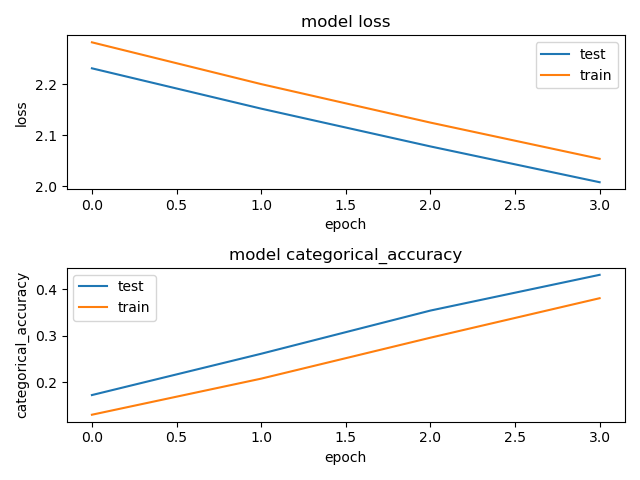 model loss
test
train
2.2
2.1
2.0
loss
0.0 0.5 1.0 1.5 2.0 2.5 3.0
epoch
model categorical_accuracy
test
train
0.4
0.3
0.2
categorical_accuracy
0.0 0.5 1.0 1.5 2.0 2.5 3.0
epoch